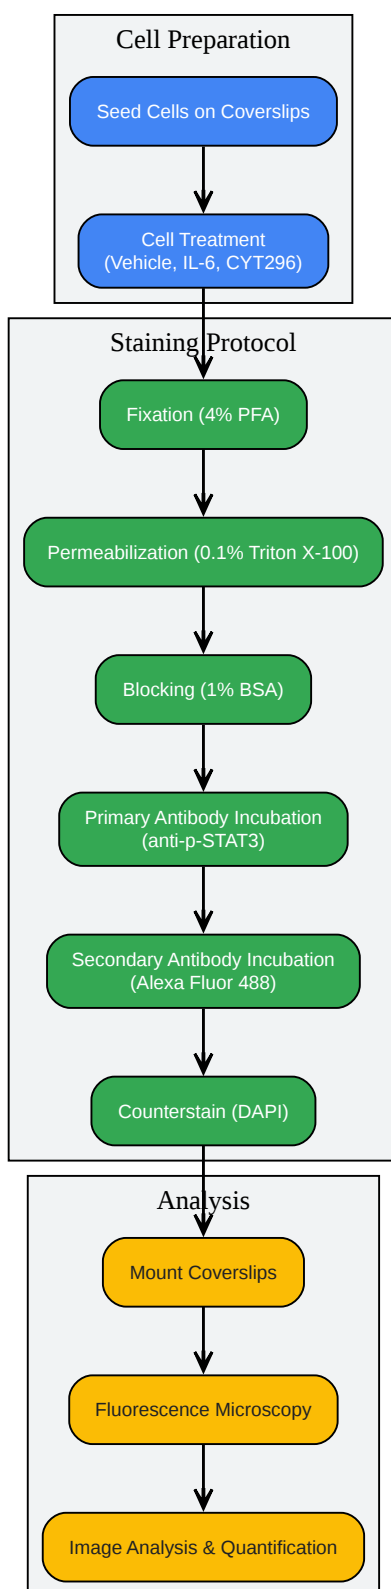 Cell Preparation
Seed Cells on Coverslips
Cell Treatment
(Vehicle, IL-6, CYT296)
Staining Protocol
Fixation (4% PFA)
Permeabilization (0.1% Triton X-100)
Blocking (1% BSA)
Primary Antibody Incubation
(anti-p-STAT3)
Secondary Antibody Incubation
(Alexa Fluor 488)
Counterstain (DAPI)
Analysis
Mount Coverslips
Fluorescence Microscopy
Image Analysis & Quantification